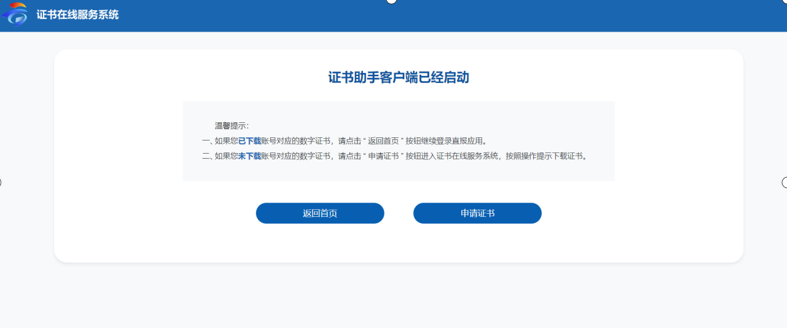 证书在线服务系统
证书助手客户端已经启动
温馨提示：
一、如果您已下载账号对应的数字证书，请点击“返回首页”按钮继续登录直报应用。
二、如果您未下载账号对应的数字证书，请点击“申请证书”按钮进入证书在线服务系统，按照操作提示下载证书。
返回首页
申请证书